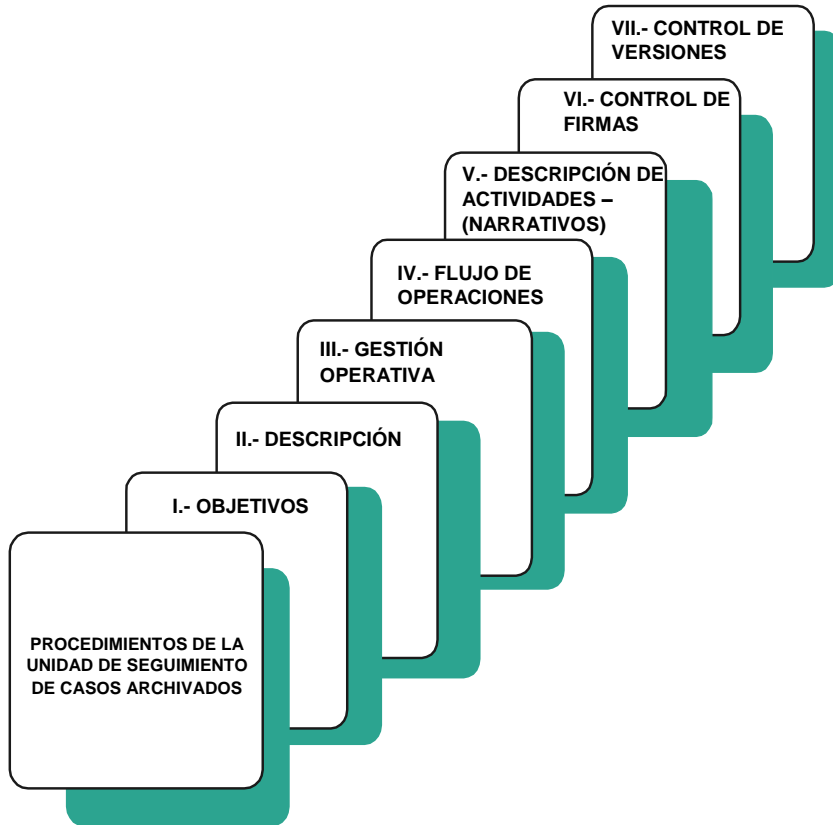 VII.- CONTROL DE
VERSIONES
VI.- CONTROL DE
FIRMAS
V.- DESCRIPCIÓN DE
ACTIVIDADES –
(NARRATIVOS)
IV.- FLUJO DE
OPERACIONES
III.- GESTIÓN
OPERATIVA
II.- DESCRIPCIÓN
I.- OBJETIVOS
PROCEDIMIENTOS DE LA
UNIDAD DE SEGUIMIENTO
DE CASOS ARCHIVADOS